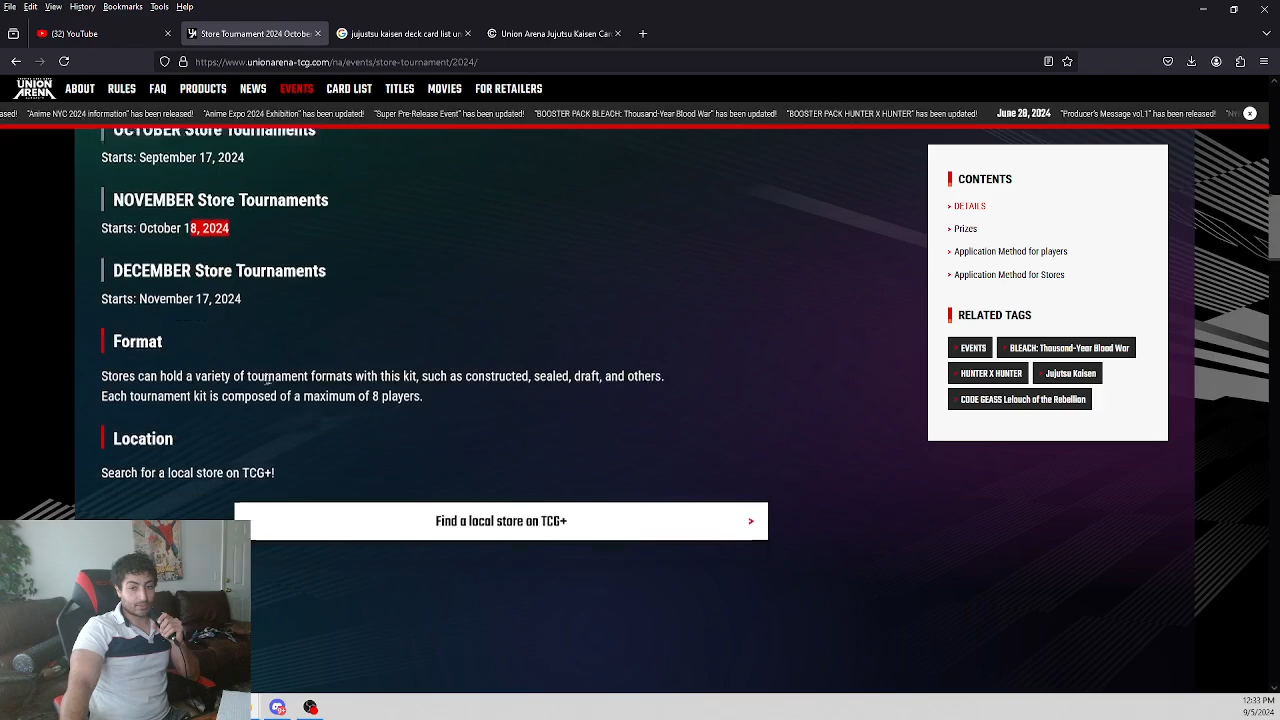 File Edit View History Bookmarks Tools Help
(32) YouTube
Store Tournament 2024 Octobe
jujustsu kaisen deck card list un
Union Arena Jujutsu Kaisen Car
https://www.unionarena-tcg.com/na/events/store-tournament/2024/
UNION ARENA
ABOUT RULES FAQ PRODUCTS NEWS EVENTS CARD LIST TITLES MOVIES FOR RETAILERS
ased! "Anime NYC 2024 information" has been released! "Anime Expo 2024 Exhibition" has been updated! "Super Pre-Release Event" has been updated! "BOOSTER PACK BLEACH: Thousand-Year Blood War" has been updated! "BOOSTER PACK HUNTER X HUNTER" has been updated! June 28, 2024 "Producer's Message vol.1" has been released! "NY
OCTOBER Store Tournaments
Starts: September 17, 2024
NOVEMBER Store Tournaments
Starts: October 18, 2024
DECEMBER Store Tournaments
Starts: November 17, 2024
Format
Stores can hold a variety of tournament formats with this kit, such as constructed, sealed, draft, and others.
Each tournament kit is composed of a maximum of 8 players.
Location
Search for a local store on TCG+!
Find a local store on TCG+
CONTENTS
DETAILS
Prizes
Application Method for players
Application Method for Stores
RELATED TAGS
EVENTS BLEACH: Thousand-Year Blood War
HUNTER X HUNTER Jujutsu Kaisen
CODE GEASS Lelouch of the Rebellion
12:33 PM
9/5/2024